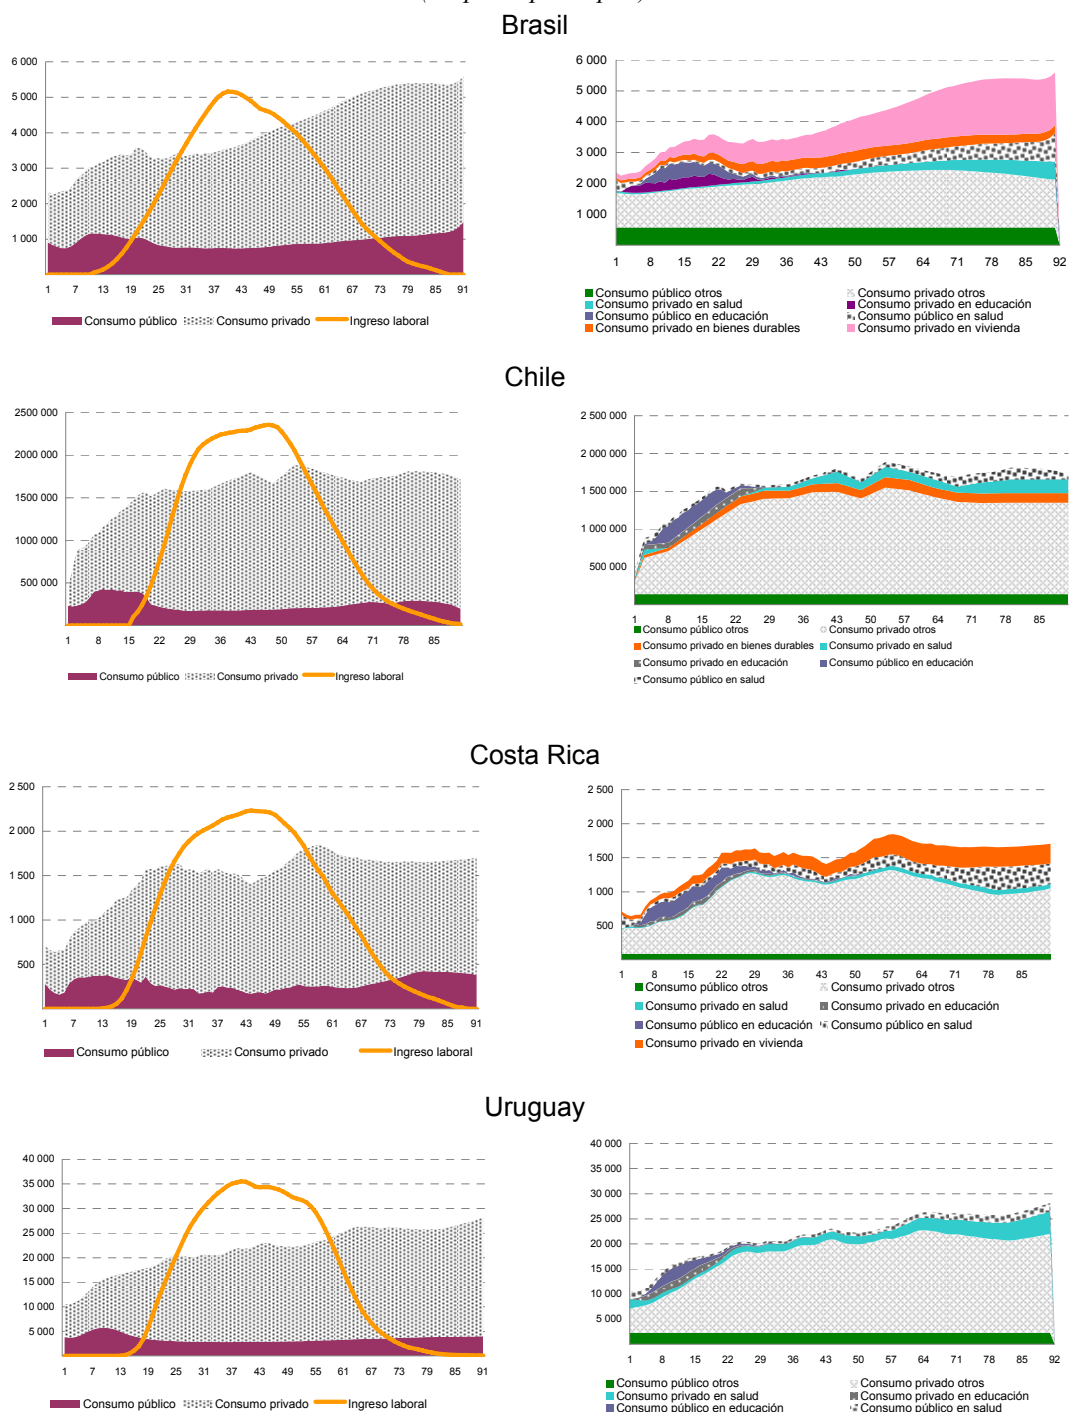 Brasil
6 000
5 000
4 000
3 000
2 000
1 000
1 7 13 19 25 31 37 43 49 55 61 67 73 79 85 91
Consumo público Consumo privado Ingreso laboral
6 000
5 000
4 000
3 000
2 000
1 000
1 8 15 22 29 36 43 50 57 64 71 78 85 92
Consumo público otros Consumo privado otros
Consumo privado en salud Consumo privado en educación
Consumo público en educación Consumo público en salud
Consumo privado en bienes durables Consumo privado en vivienda
Chile
2500 000
2000 000
1500 000
1000 000
500 000
1 8 15 22 29 36 43 50 57 64 71 78 85
Consumo público Consumo privado Ingreso laboral
2 500 000
2 000 000
1 500 000
1 000 000
500 000
1 8 15 22 29 36 43 50 57 64 71 78 85
Consumo público otros Consumo privado otros
Consumo privado en bienes durables Consumo privado en salud
Consumo privado en educación Consumo público en educación
Consumo público en salud
Costa Rica
2 500
2 000
1 500
1 000
500
1 7 13 19 25 31 37 43 49 55 61 67 73 79 85 91
Consumo público Consumo privado Ingreso laboral
2 500
2 000
1 500
1 000
500
1 8 15 22 29 36 43 50 57 64 71 78 85
Consumo público otros Consumo privado otros
Consumo privado en salud Consumo privado en educación
Consumo público en educación Consumo público en salud
Consumo privado en vivienda
Uruguay
40 000
35 000
30 000
25 000
20 000
15 000
10 000
5 000
1 7 13 19 25 31 37 43 49 55 61 67 73 79 85 91
Consumo público Consumo privado Ingreso laboral
40 000
35 000
30 000
25 000
20 000
15 000
10 000
5 000
1 8 15 22 29 36 43 50 57 64 71 78 85 92
Consumo público otros Consumo privado otros
Consumo privado en salud Consumo privado en educación
Consumo público en educación Consumo público en salud